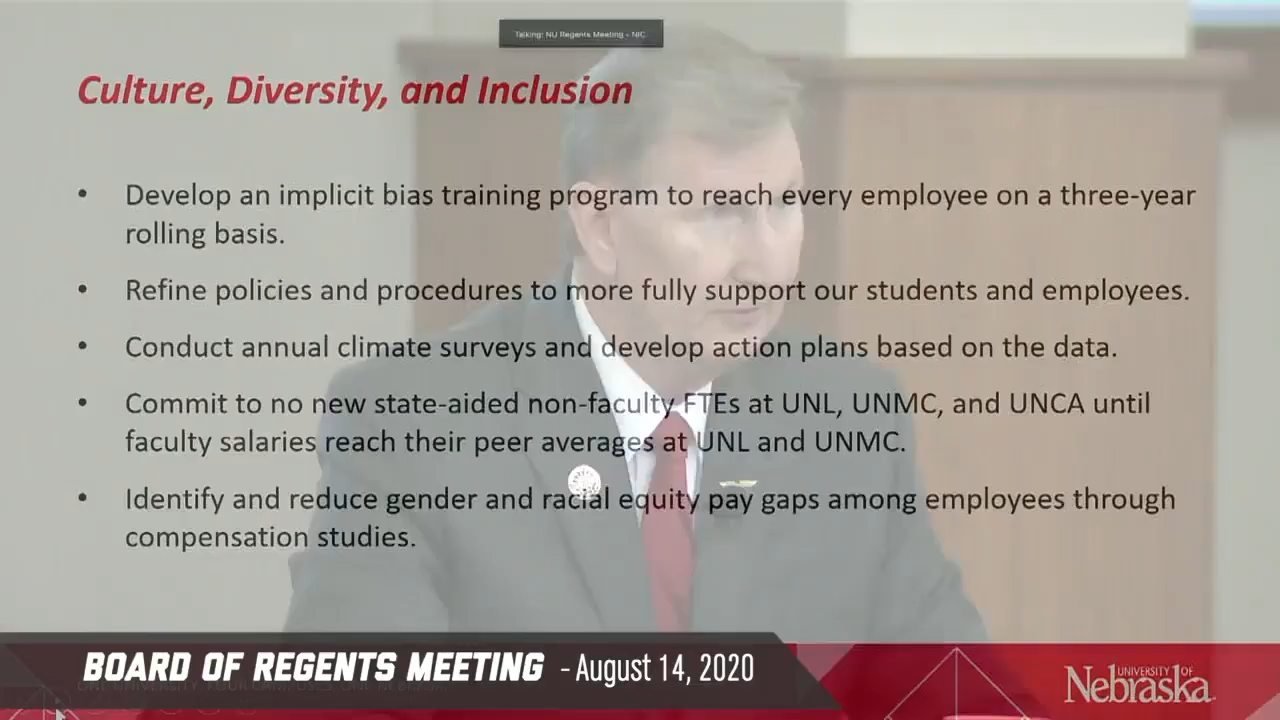 Talking: NU Regents Meeting - NIC
Culture, Diversity, and Inclusion
• Develop an implicit bias training program to reach every employee on a three-year
rolling basis.
• Refine policies and procedures to more fully support our students and employees.
• Conduct annual climate surveys and develop action plans based on the data.
• Commit to no new state-aided non-faculty FTEs at UNL, UNMC, and UNCA until
faculty salaries reach their peer averages at UNL and UNMC.
• Identify and reduce gender and racial equity pay gaps among employees through
compensation studies.
BOARD OF REGENTS MEETING - August 14, 2020
UNIVERSITY OF
Nebraska